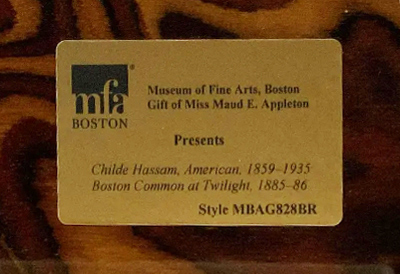 mfa®
BOSTON
Museum of Fine Arts, Boston
Gift of Miss Maud E. Appleton
Presents
Childe Hassam, American, 1859–1935
Boston Common at Twilight, 1885–86
Style MBAG828BR